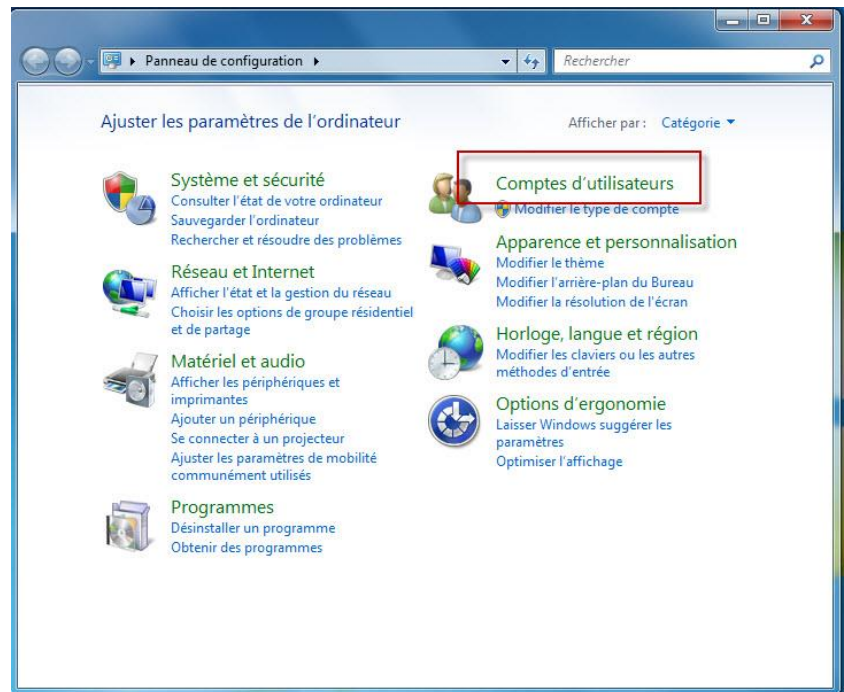 Panneau de configuration
Rechercher
Ajuster les paramètres de l'ordinateur
Afficher par : Catégorie
Système et sécurité
Consulter l'état de votre ordinateur
Sauvegarder l'ordinateur
Rechercher et résoudre des problèmes
Réseau et Internet
Afficher l'état et la gestion du réseau
Choisir les options de groupe résidentiel
et de partage
Matériel et audio
Afficher les périphériques et
imprimantes
Ajouter un périphérique
Se connecter à un projecteur
Ajuster les paramètres de mobilité
communément utilisés
Programmes
Désinstaller un programme
Obtenir des programmes
Comptes d'utilisateurs
Modifier le type de compte
Apparence et personnalisation
Modifier le thème
Modifier l'arrière-plan du Bureau
Modifier la résolution de l'écran
Horloge, langue et région
Modifier les claviers ou les autres
méthodes d'entrée
Options d'ergonomie
Laisser Windows suggérer les
paramètres
Optimiser l'affichage